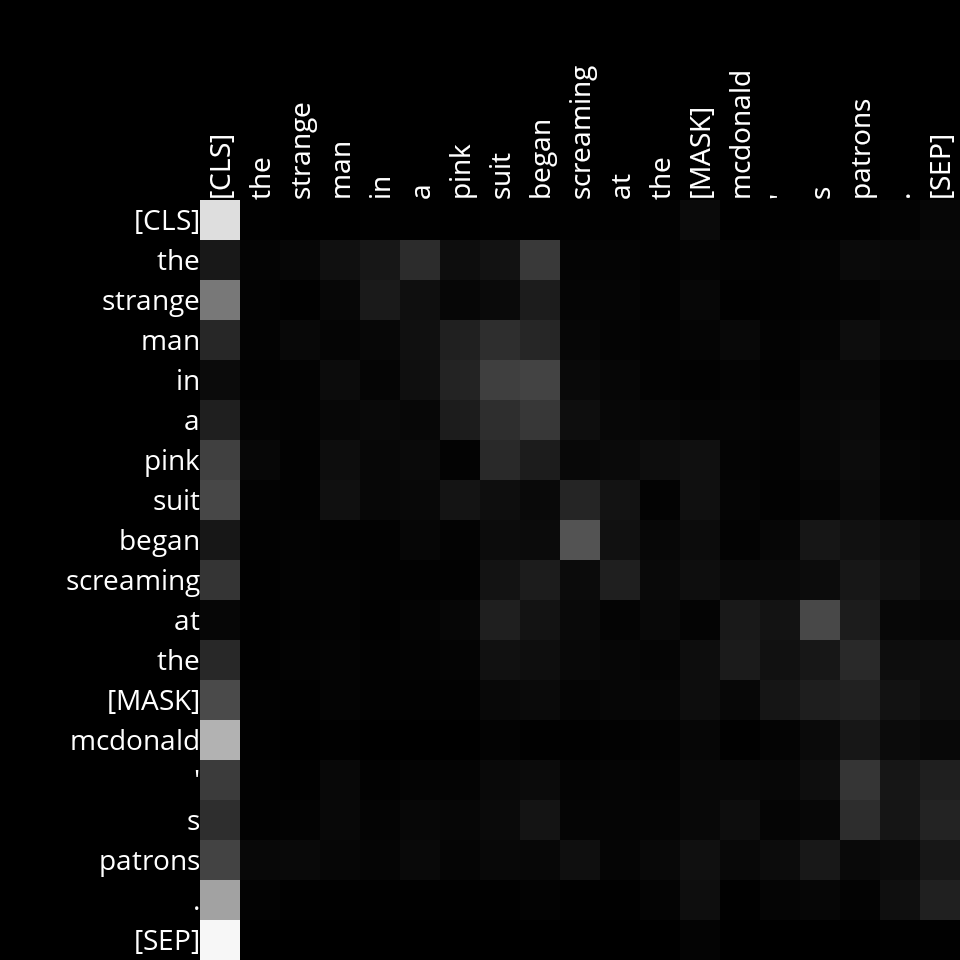 [CLS] the strange man in a pink suit began screaming at the [MASK] mcdonald ' s patrons . [SEP]
[CLS]
the
strange
man
in
a
pink
suit
began
screaming
at
the
[MASK]
mcdonald
'
s
patrons
.
[SEP]